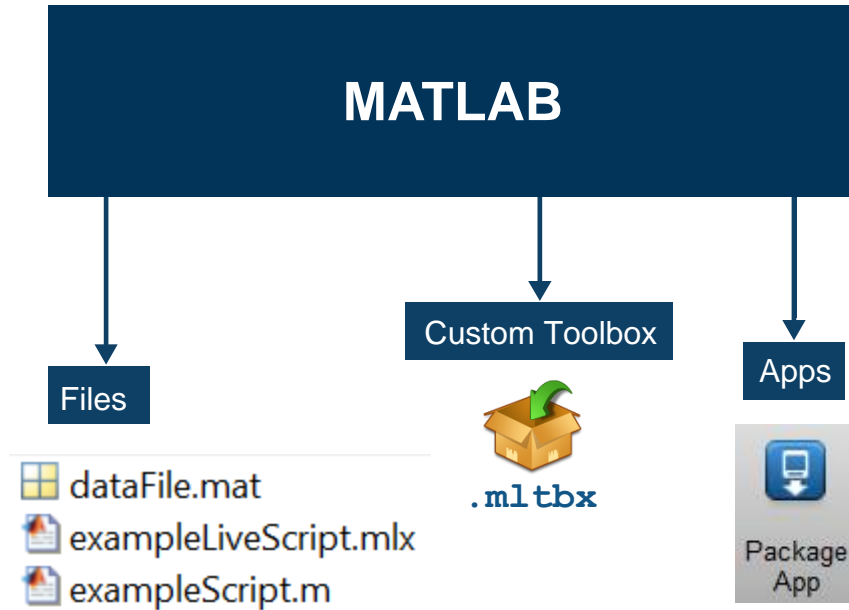 MATLAB
Files
dataFile.mat
exampleLiveScript.mlx
exampleScript.m
Custom Toolbox
.mltbx
Apps
Package
App